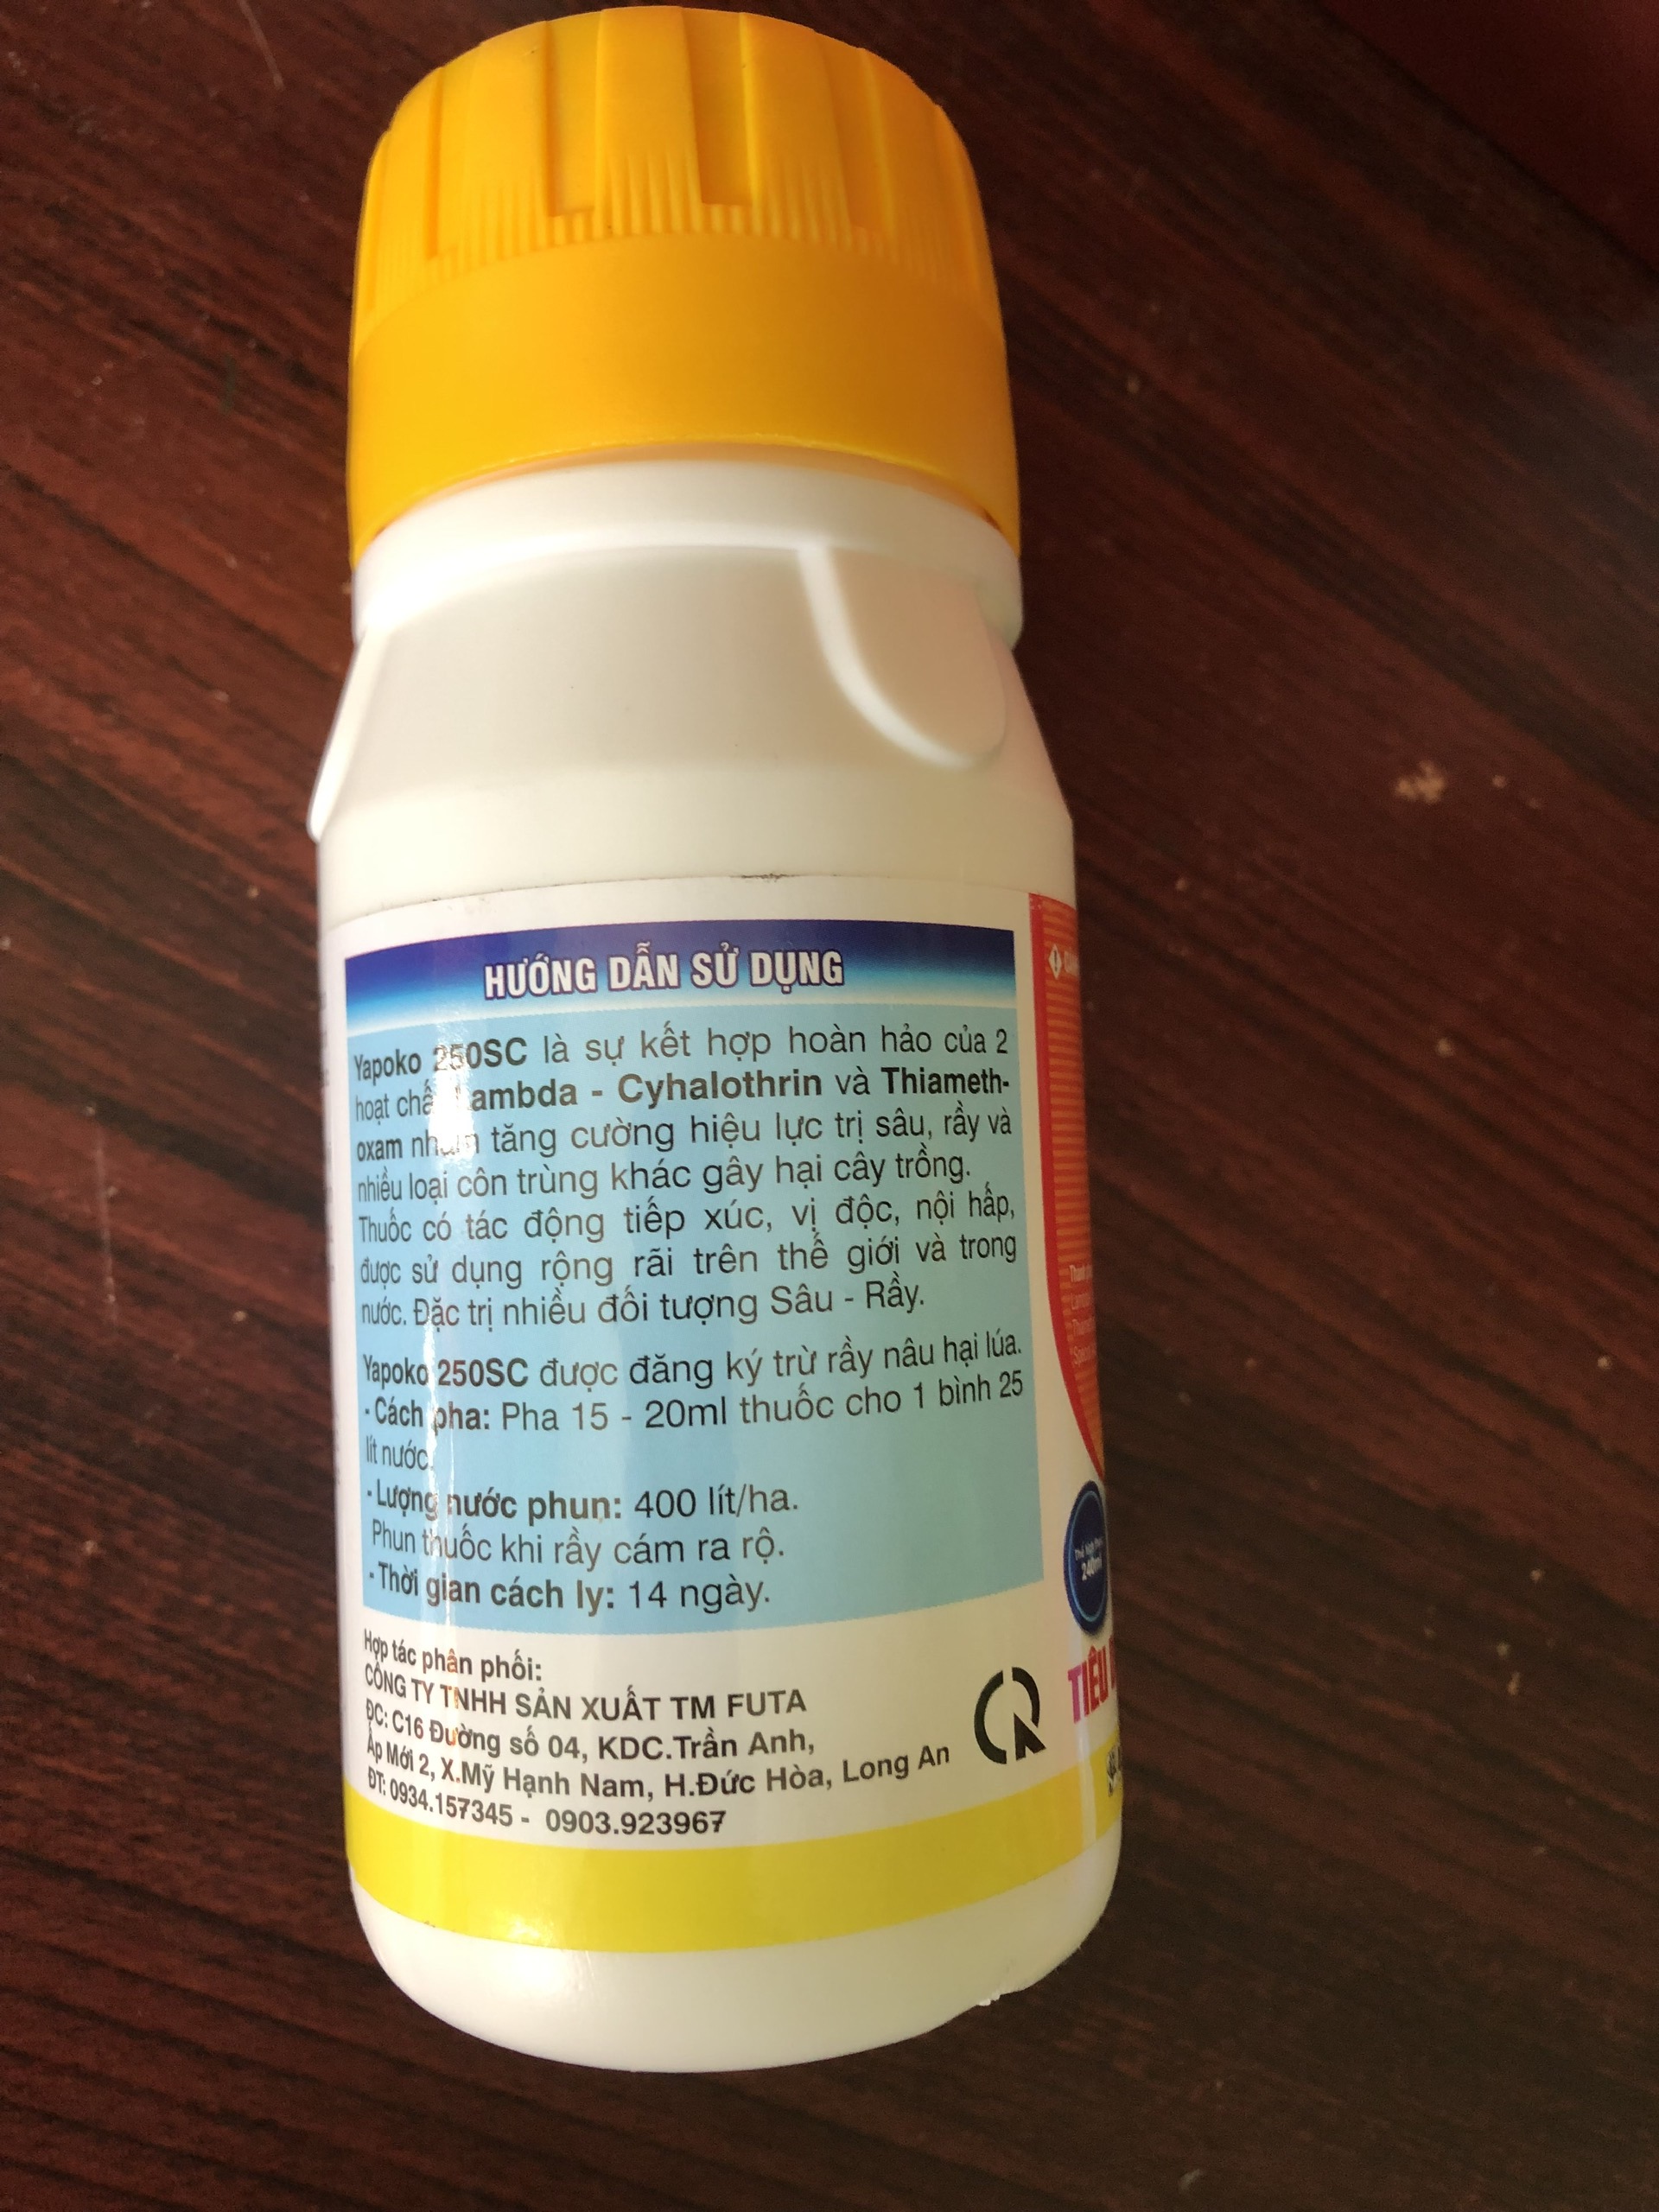 HƯỚNG DẪN SỬ DỤNG
Yapoko 250SC là sự kết hợp hoàn hảo của 2
hoạt chất Lambda - Cyhalothrin và Thiameth-
oxam nhằm tăng cường hiệu lực trị sâu, rầy và
nhiều loại côn trùng khác gây hại cây trồng.
Thuốc có tác động tiếp xúc, vị độc, nội hấp,
được sử dụng rộng rãi trên thế giới và trong
nước. Đặc trị nhiều đối tượng Sâu - Rầy.
Yapoko 250SC được đăng ký trừ rầy nâu hại lúa.
- Cách pha: Pha 15 - 20ml thuốc cho 1 bình 25
lít nước.
- Lượng nước phun: 400 lít/ha.
Phun thuốc khi rầy cám ra rộ.
- Thời gian cách ly: 14 ngày.
Hợp tác phân phối:
CÔNG TY TNHH SẢN XUẤT TM FUTA
ĐC: C16 Đường số 04, KDC.Trần Anh,
Ấp Mới 2, X.Mỹ Hạnh Nam, H.Đức Hòa, Long An
ĐT: 0934.157345 - 0903.923967
240ml
TIÊU